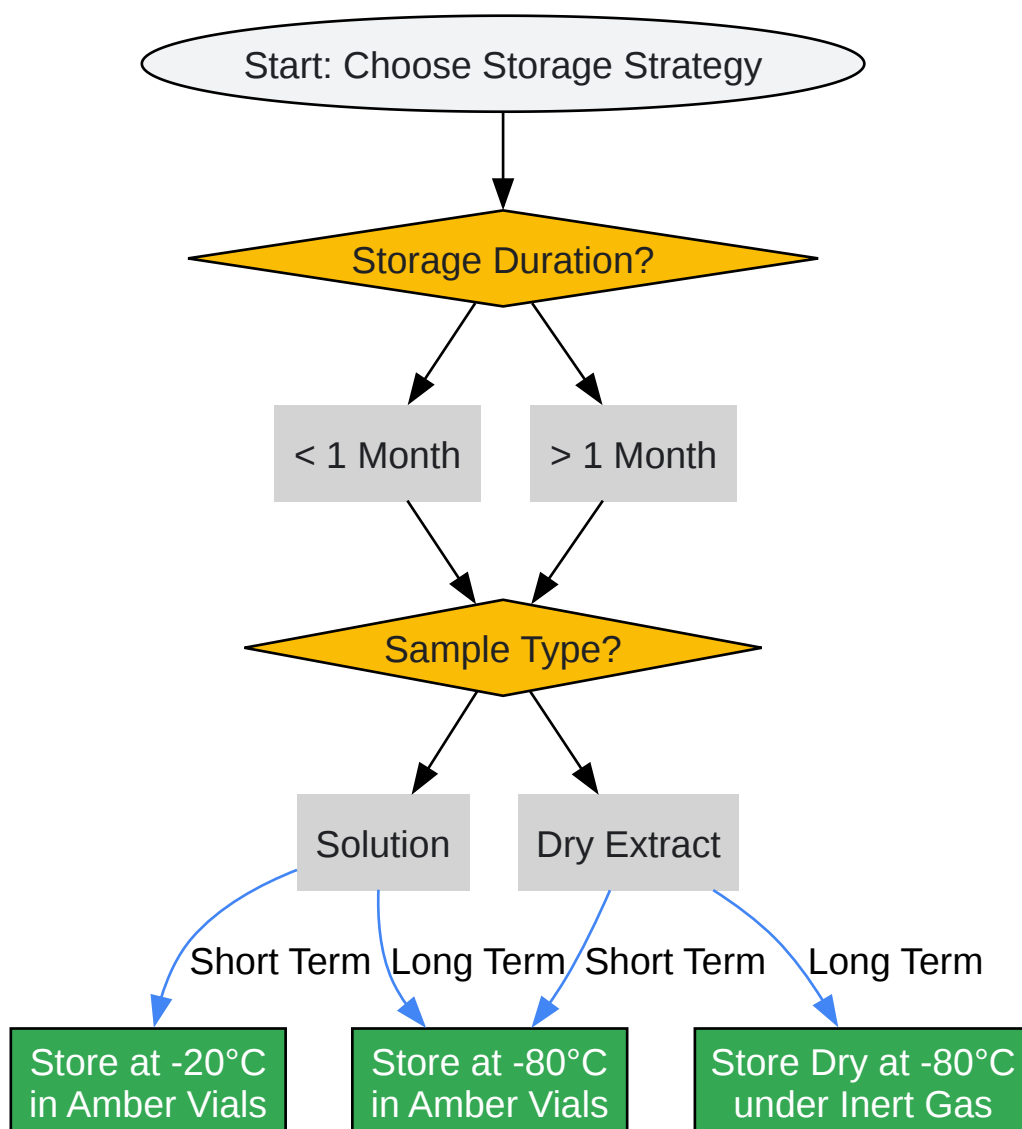 Start: Choose Storage Strategy
Storage Duration?
< 1 Month
> 1 Month
Sample Type?
Solution
Dry Extract
Short Term
Long Term
Short Term
Long Term
Store at -20°C
in Amber Vials
Store at -80°C
in Amber Vials
Store Dry at -80°C
under Inert Gas